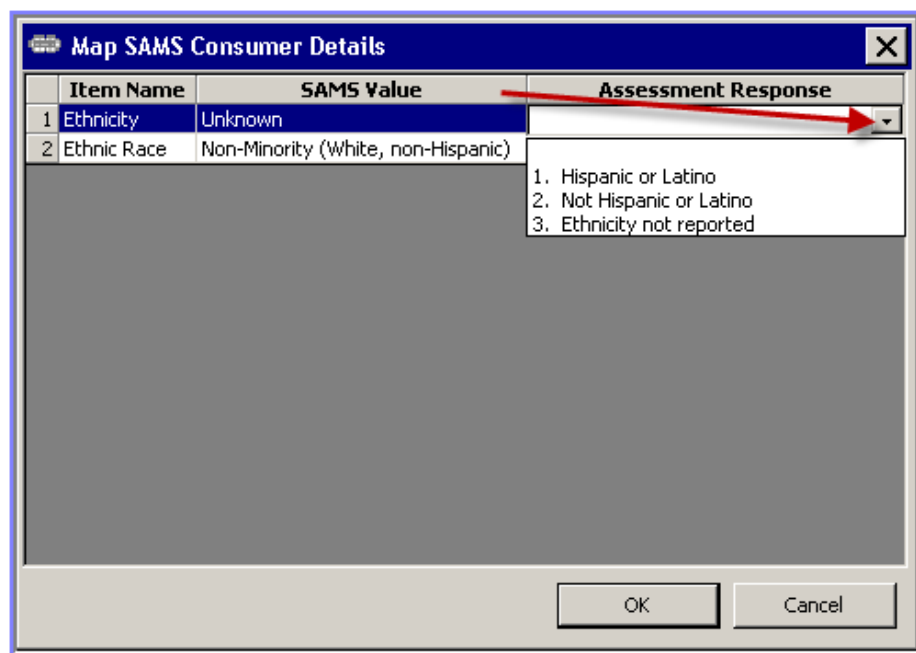 Map SAMS Consumer Details
Item Name SAMS Value Assessment Response
1 Ethnicity Unknown
2 Ethnic Race Non-Minority (White, non-Hispanic)
1. Hispanic or Latino
2. Not Hispanic or Latino
3. Ethnicity not reported
OK Cancel